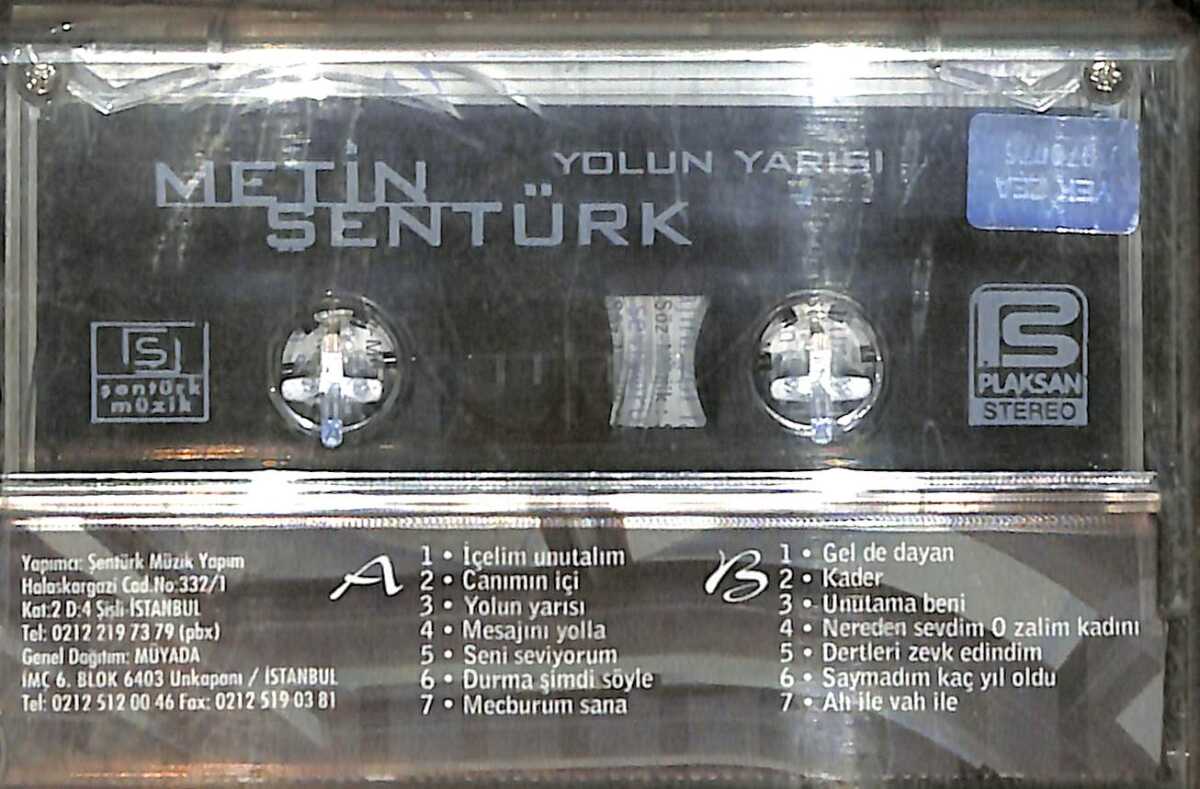 METİN
ŞENTÜRK
YOLUN YARISI
Ş
şentürk
müzik
PLAKSAN
STEREO
Yapımcı: Şentürk Müzik Yapım
Halaskargazi Cad.No:332/1
Kat:2 D:4 Şişli-İSTANBUL
Tel: 0212 219 73 79 (pbx)
Genel Dağıtım: MÜYADA
İMÇ 6. BLOK 6403 Unkapanı / İSTANBUL
Tel: 0212 512 00 46 Fax: 0212 519 03 81
A
1 • İçelim unutalım
2 • Canımın içi
3 • Yolun yarısı
4 • Mesajını yolla
5 • Seni seviyorum
6 • Durma şimdi söyle
7 • Mecburum sana
B
1 • Gel de dayan
2 • Kader
3 • Unutama beni
4 • Nereden sevdim O zalim kadını
5 • Dertleri zevk edindim
6 • Saymadım kaç yıl oldu
7 • Ah ile vah ile